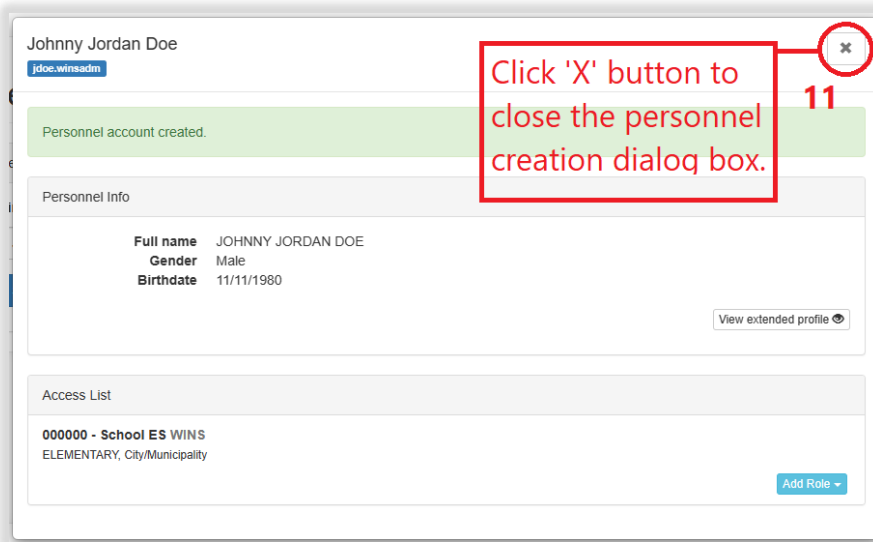 Johnny Jordan Doe
jdoe.winsadm
Click 'X' button to
close the personnel
creation dialog box.
11
Personnel account created.
Personnel Info
Full name JOHNNY JORDAN DOE
Gender Male
Birthdate 11/11/1980
View extended profile
Access List
000000 - School ES WINS
ELEMENTARY, City/Municipality
Add Role